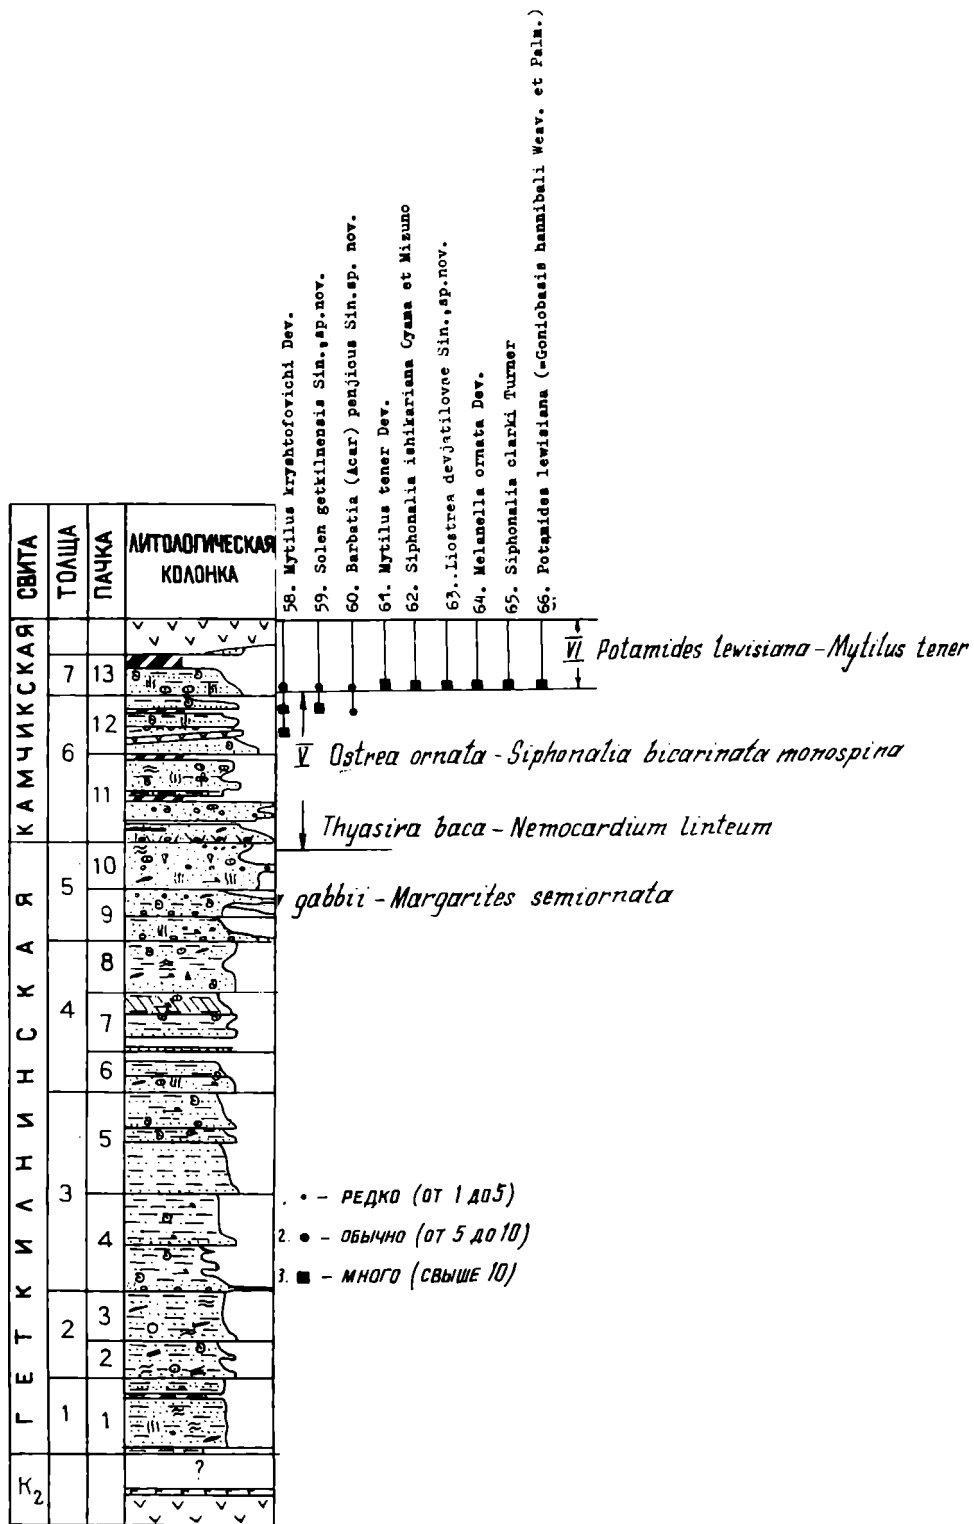 СВИТА
ТОЛЩА
ПАЧКА
ЛИТОЛОГИЧЕСКАЯ
КОЛОНКА
58. Mytilus kryshtofovichi Dev.
59. Solen getkilnensis Sin.,sp.nov.
60. Barbatia (Acar) penjicus Sin.sp. nov.
61. Mytilus tener Dev.
62. Siphonalia ishikariana Oyama et Mizuno
63..Liostrea devjatilovae Sin.,sp.nov.
64. Melanella ornata Dev.
65. Siphonalia clarki Turner
66. Potamides lewisiana (=Goniobasis hannibali Weav. et Palm.)
КАМЧИКСКАЯ
ГЕТКИЛНИНСКАЯ
K2
7
6
5
4
3
2
1
13
12
11
10
9
8
7
6
5
4
3
2
1
?
VI Potamides lewisiana – Mytilus tener
V Ostrea ornata – Siphonalia bicarinata monospina
Thyasira baca – Nemocardium linteum
gabbii – Margarites semiornata
. • – РЕДКО (ОТ 1 ДО 5)
2. ● – ОБЫЧНО (ОТ 5 ДО 10)
3. ■ – МНОГО (СВЫШЕ 10)